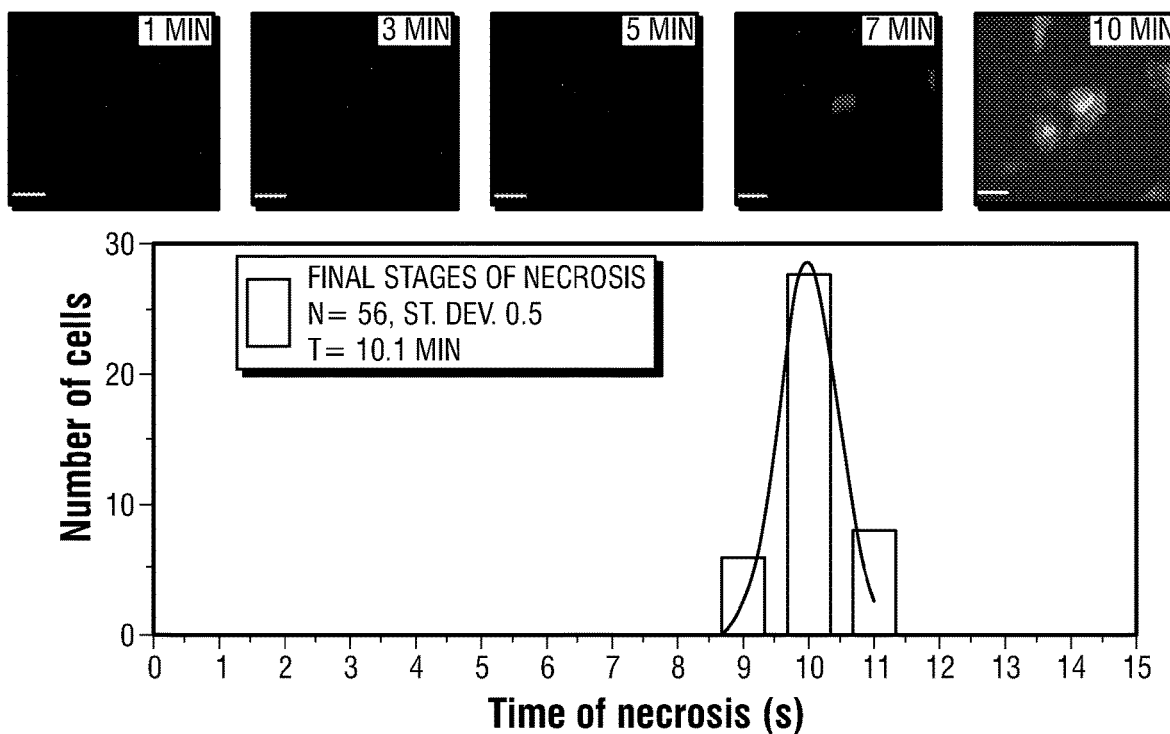 1 MIN
3 MIN
5 MIN
7 MIN
10 MIN
30
20
10
0
Number of cells
FINAL STAGES OF NECROSIS
N= 56, ST. DEV. 0.5
T= 10.1 MIN
0 1 2 3 4 5 6 7 8 9 10 11 12 13 14 15
Time of necrosis (s)